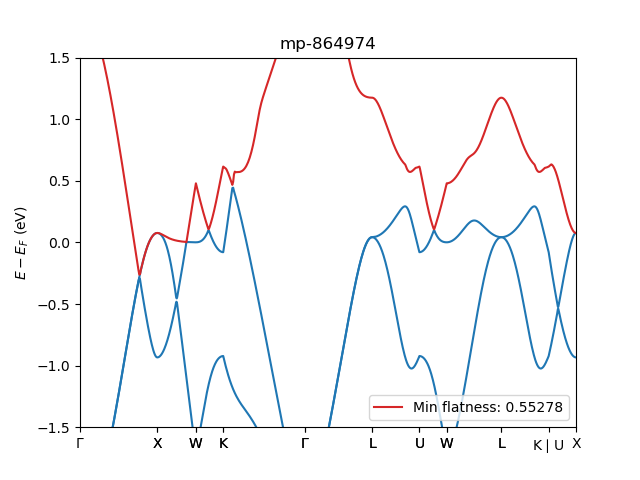 mp-864974
1.5
1.0
0.5
0.0
−0.5
−1.0
−1.5
E − E_F (eV)
Min flatness: 0.55278
Γ X W K Γ L U W L K | U X